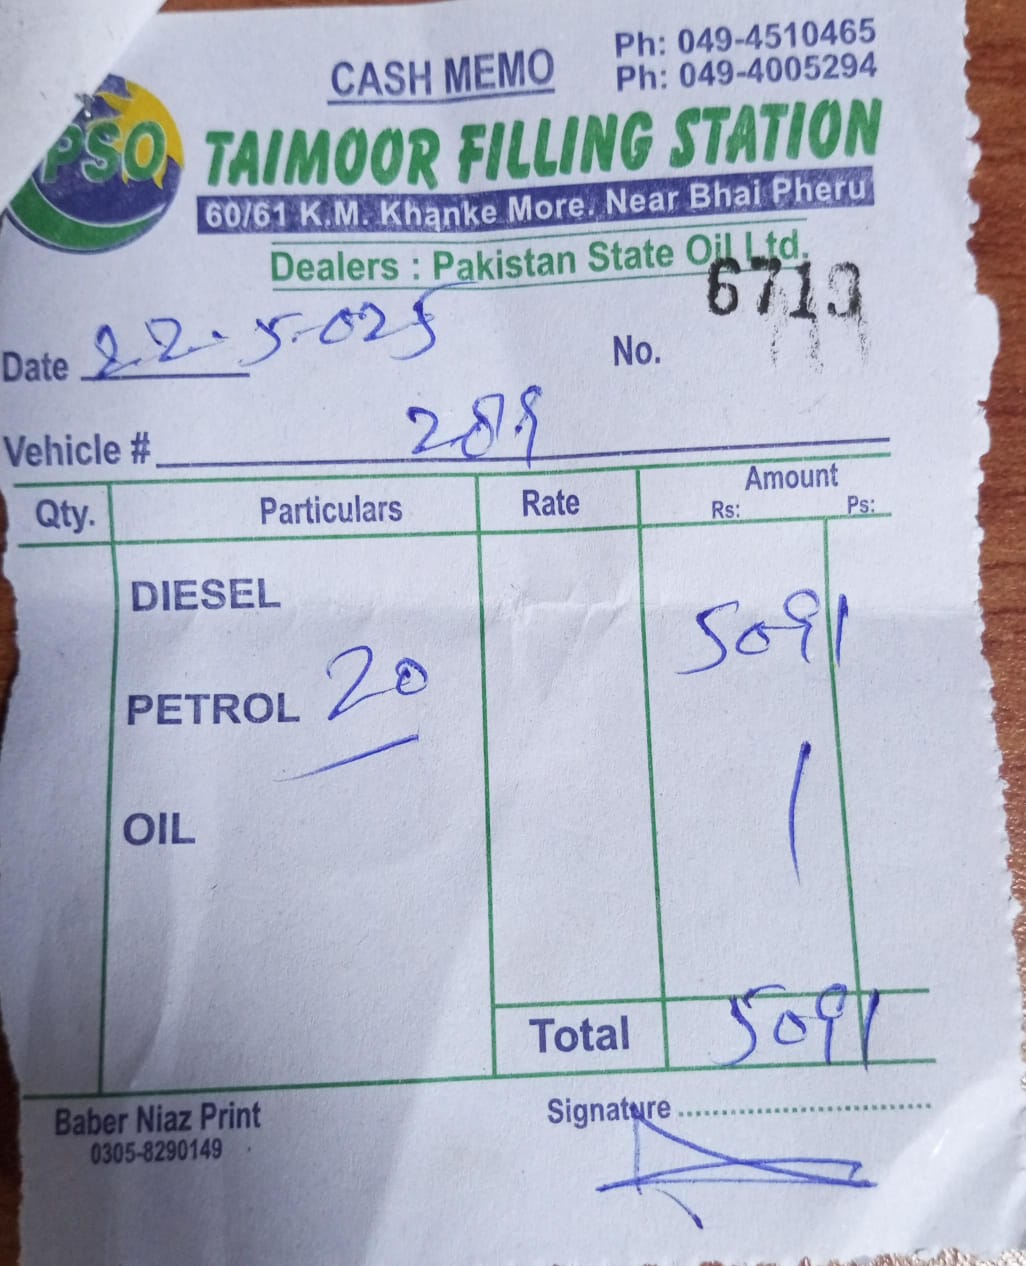 CASH MEMO
Ph: 049-4510465
Ph: 049-4005294
PSO
TAIMOOR FILLING STATION
60/61 K.M. Khanke More. Near Bhai Pheru
Dealers : Pakistan State Oil Ltd.
Date 22-5-025
No. 6719
Vehicle # 289
Qty. Particulars Rate Amount
Rs: Ps:
DIESEL
5091
PETROL 20
OIL
Total 5091
Baber Niaz Print
0305-8290149
Signature